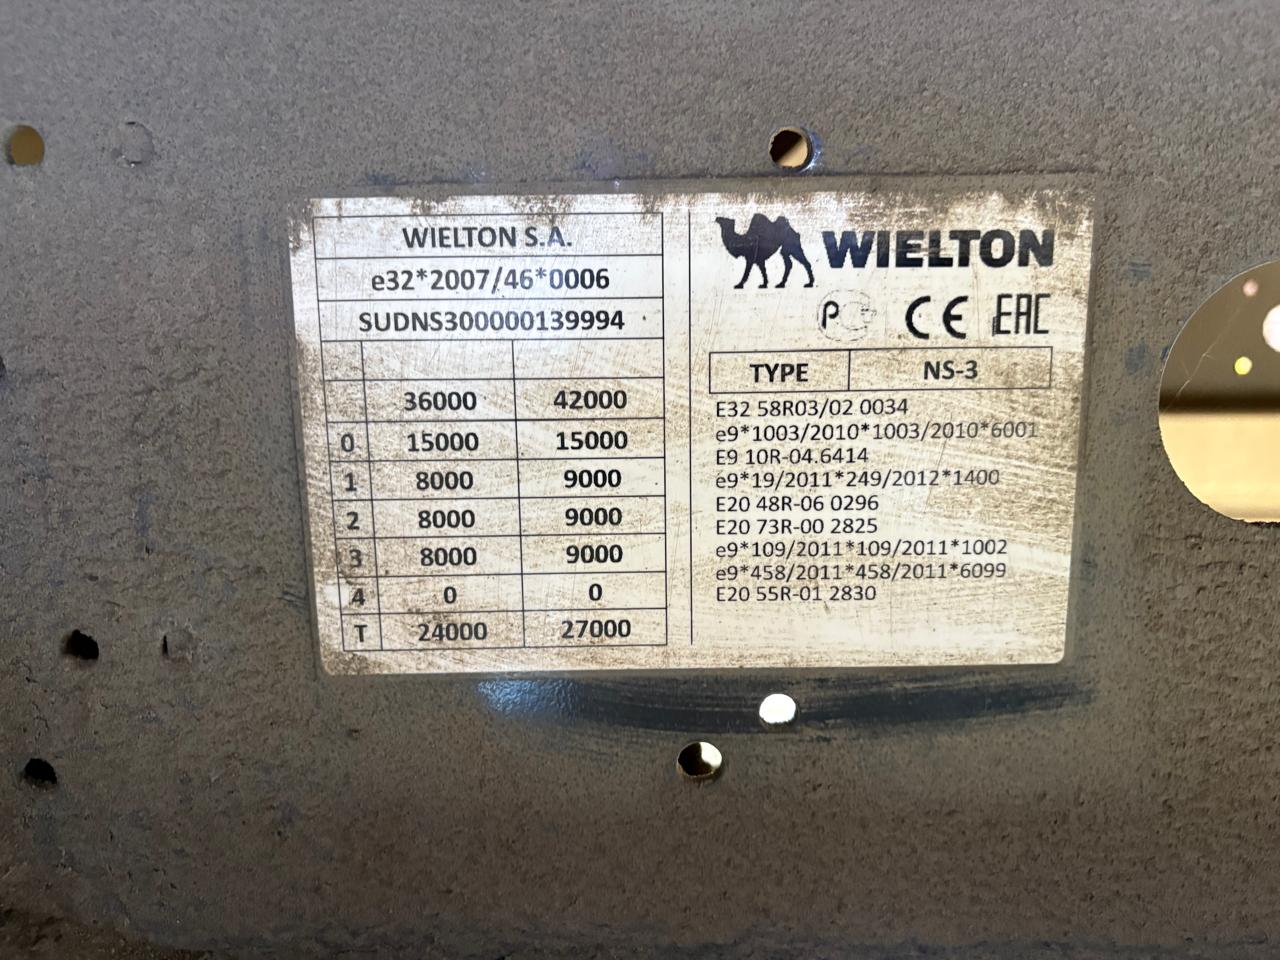 WIELTON S.A.
e32*2007/46*0006
SUDNS300000139994
36000 42000
0 15000 15000
1 8000 9000
2 8000 9000
3 8000 9000
4 0 0
T 24000 27000
WIELTON
PC CE EAC
TYPE NS-3
E32 58R03/02 0034
e9*1003/2010*1003/2010*6001
E9 10R-04.6414
e9*19/2011*249/2012*1400
E20 48R-06 0296
E20 73R-00 2825
e9*109/2011*109/2011*1002
e9*458/2011*458/2011*6099
E20 55R-01 2830